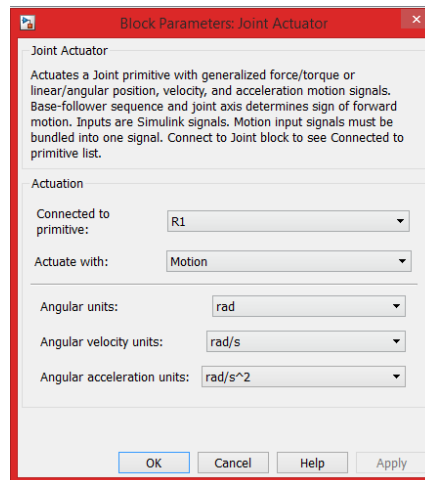 Block Parameters: Joint Actuator
Joint Actuator
Actuates a Joint primitive with generalized force/torque or
linear/angular position, velocity, and acceleration motion signals.
Base-follower sequence and joint axis determines sign of forward
motion. Inputs are Simulink signals. Motion input signals must be
bundled into one signal. Connect to Joint block to see Connected to
primitive list.
Actuation
Connected to
primitive:
R1
Actuate with: Motion
Angular units: rad
Angular velocity units: rad/s
Angular acceleration units: rad/s^2
OK Cancel Help Apply